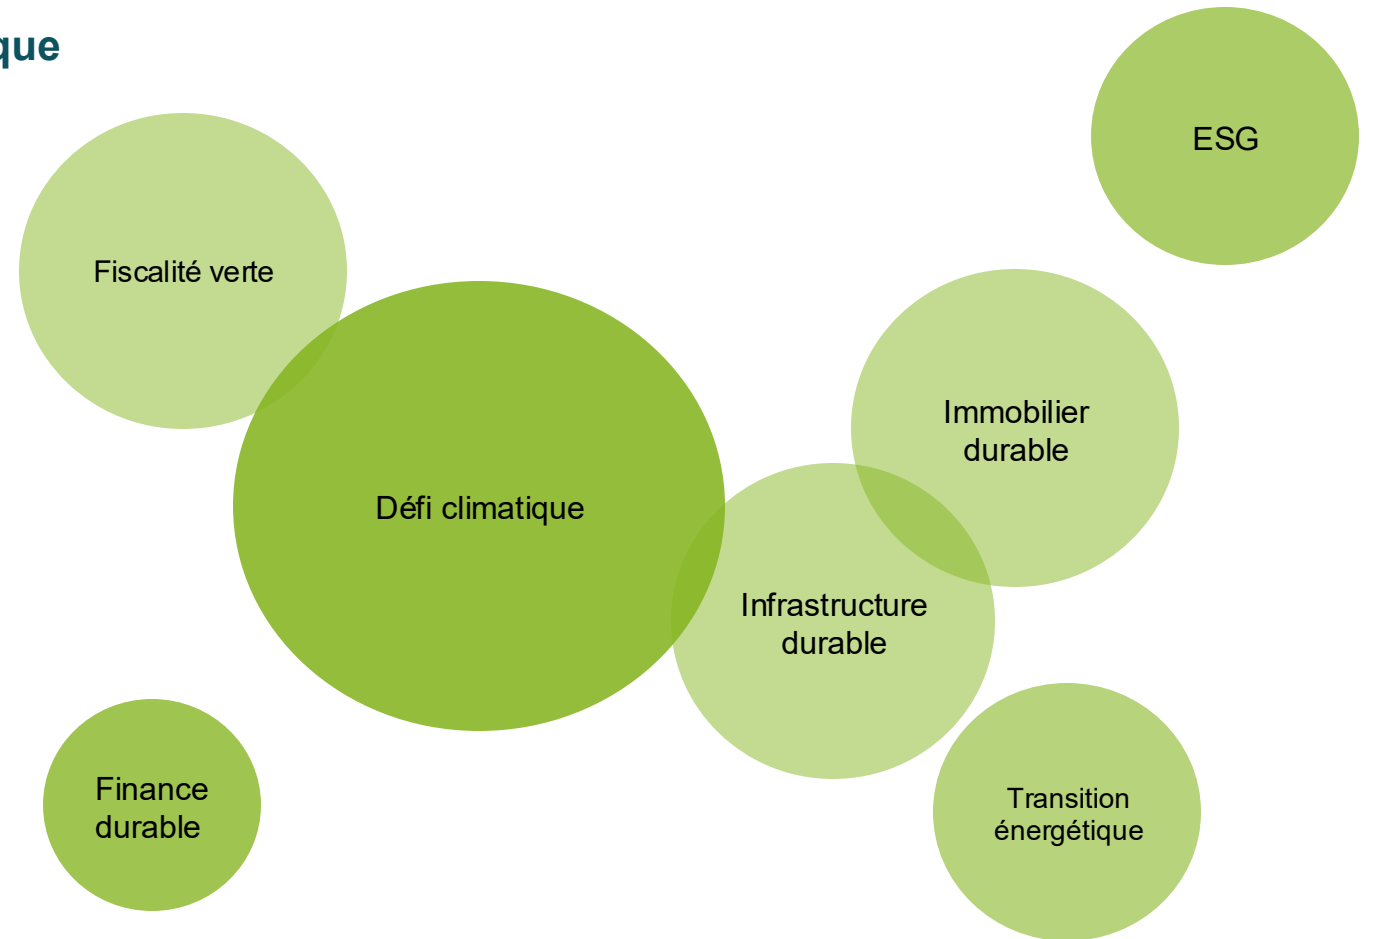 que
ESG
Fiscalité verte
Immobilier
durable
Défi climatique
Infrastructure
durable
Finance
durable
Transition
énergétique